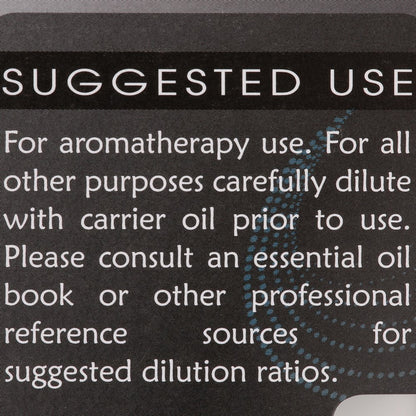 SUGGESTED USE
For aromatherapy use. For all
other purposes carefully dilute
with carrier oil prior to use.
Please consult an essential oil
book or other professional
reference sources for
suggested dilution ratios.